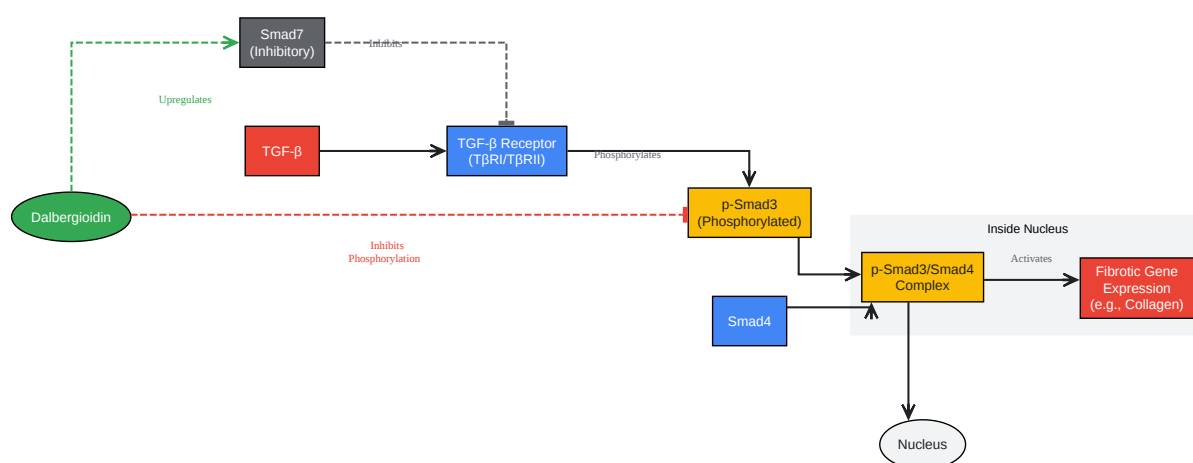 Smad7
(Inhibitory)
Inhibits
Upregulates
TGF-β
TGF-β Receptor
(TβRI/TβRII)
Phosphorylates
Dalbergioidin
Inhibits
Phosphorylation
p-Smad3
(Phosphorylated)
Inside Nucleus
p-Smad3/Smad4
Complex
Activates
Fibrotic Gene
Expression
(e.g., Collagen)
Smad4
Nucleus